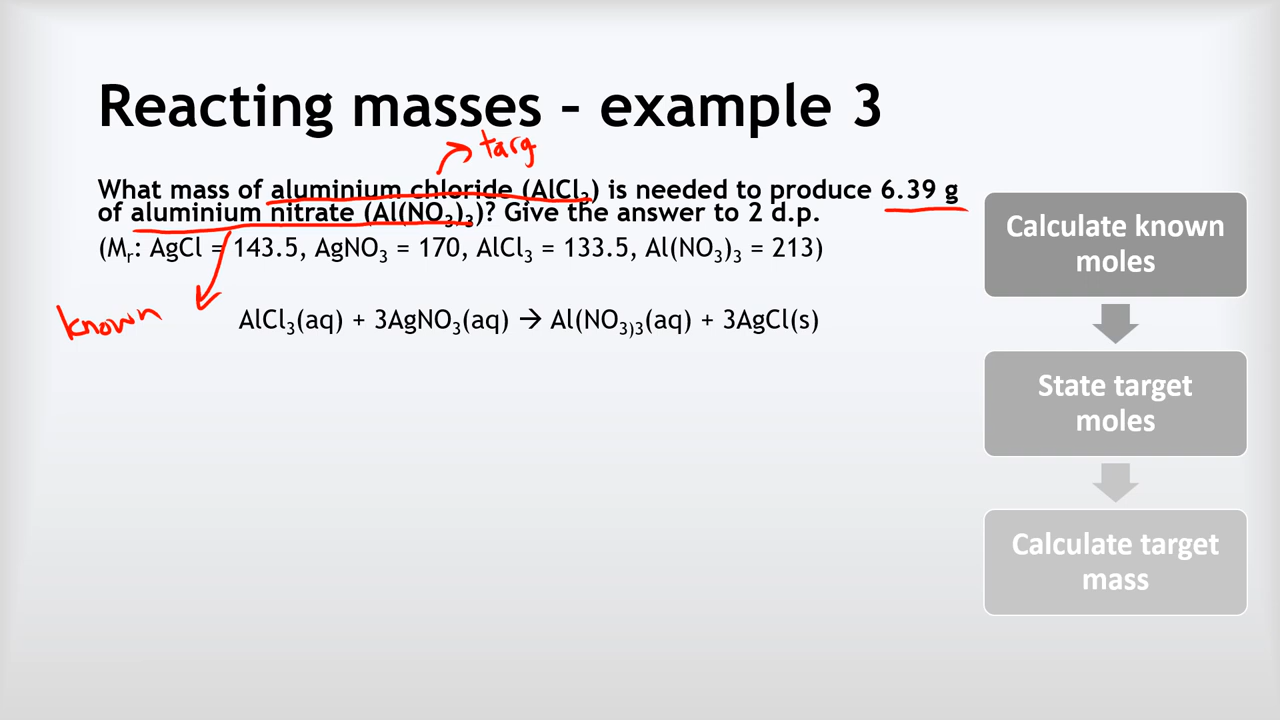 Reacting masses – example 3
targ
What mass of aluminium chloride (AlCl₃) is needed to produce 6.39 g
of aluminium nitrate (Al(NO₃)₃)? Give the answer to 2 d.p.
(Mᵣ: AgCl = 143.5, AgNO₃ = 170, AlCl₃ = 133.5, Al(NO₃)₃ = 213)
known
AlCl₃(aq) + 3AgNO₃(aq) → Al(NO₃₎₃(aq) + 3AgCl(s)
Calculate known
moles
State target
moles
Calculate target
mass